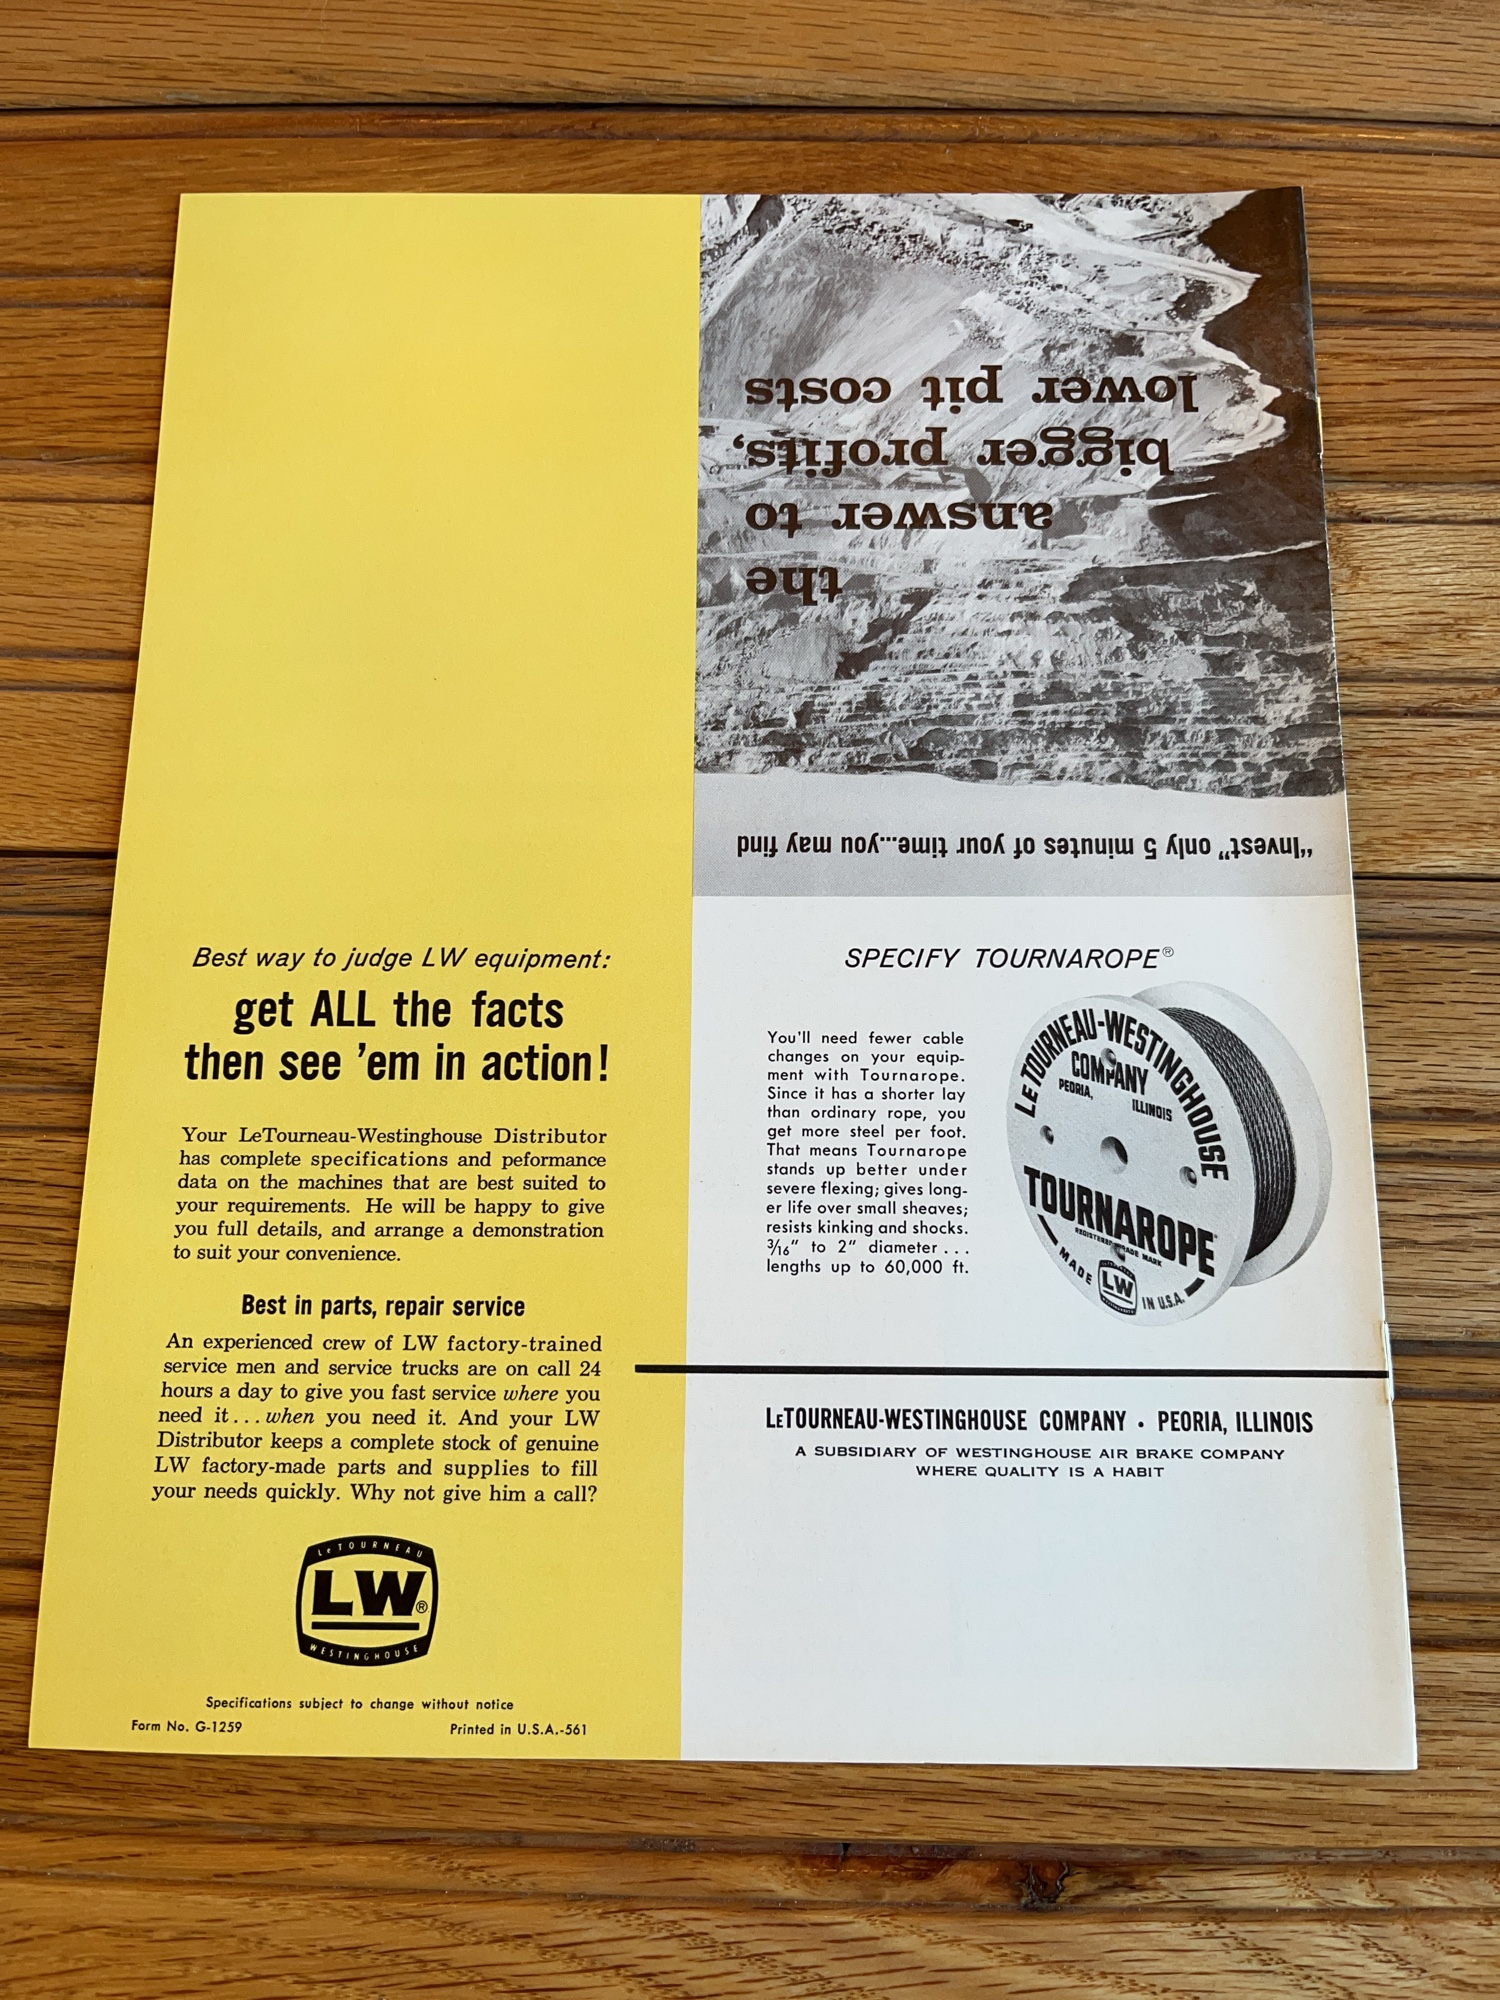 "Invest" only 5 minutes of your time...you may find
the
answer to
bigger profits,
lower pit costs
Best way to judge LW equipment:
get ALL the facts
then see 'em in action!
Your LeTourneau-Westinghouse Distributor
has complete specifications and peformance
data on the machines that are best suited to
your requirements. He will be happy to give
you full details, and arrange a demonstration
to suit your convenience.
Best in parts, repair service
An experienced crew of LW factory-trained
service men and service trucks are on call 24
hours a day to give you fast service where you
need it...when you need it. And your LW
Distributor keeps a complete stock of genuine
LW factory-made parts and supplies to fill
your needs quickly. Why not give him a call?
LeTOURNEAU
LW®
WESTINGHOUSE
Specifications subject to change without notice
Form No. G-1259
Printed in U.S.A.-561
SPECIFY TOURNAROPE®
You'll need fewer cable
changes on your equip-
ment with Tournarope.
Since it has a shorter lay
than ordinary rope, you
get more steel per foot.
That means Tournarope
stands up better under
severe flexing; gives long-
er life over small sheaves;
resists kinking and shocks.
3/16" to 2" diameter...
lengths up to 60,000 ft.
LETOURNEAU-WESTINGHOUSE
COMPANY
PEORIA, ILLINOIS
TOURNAROPE
REGISTERED TRADE MARK
MADE LW IN U.S.A.
LeTOURNEAU-WESTINGHOUSE COMPANY • PEORIA, ILLINOIS
A SUBSIDIARY OF WESTINGHOUSE AIR BRAKE COMPANY
WHERE QUALITY IS A HABIT